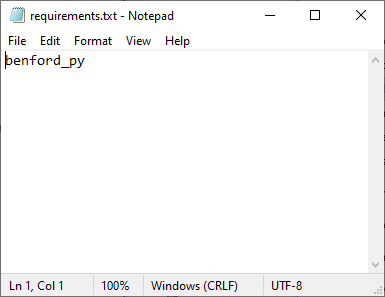 requirements.txt - Notepad
File Edit Format View Help
benford_py
Ln 1, Col 1 100% Windows (CRLF) UTF-8